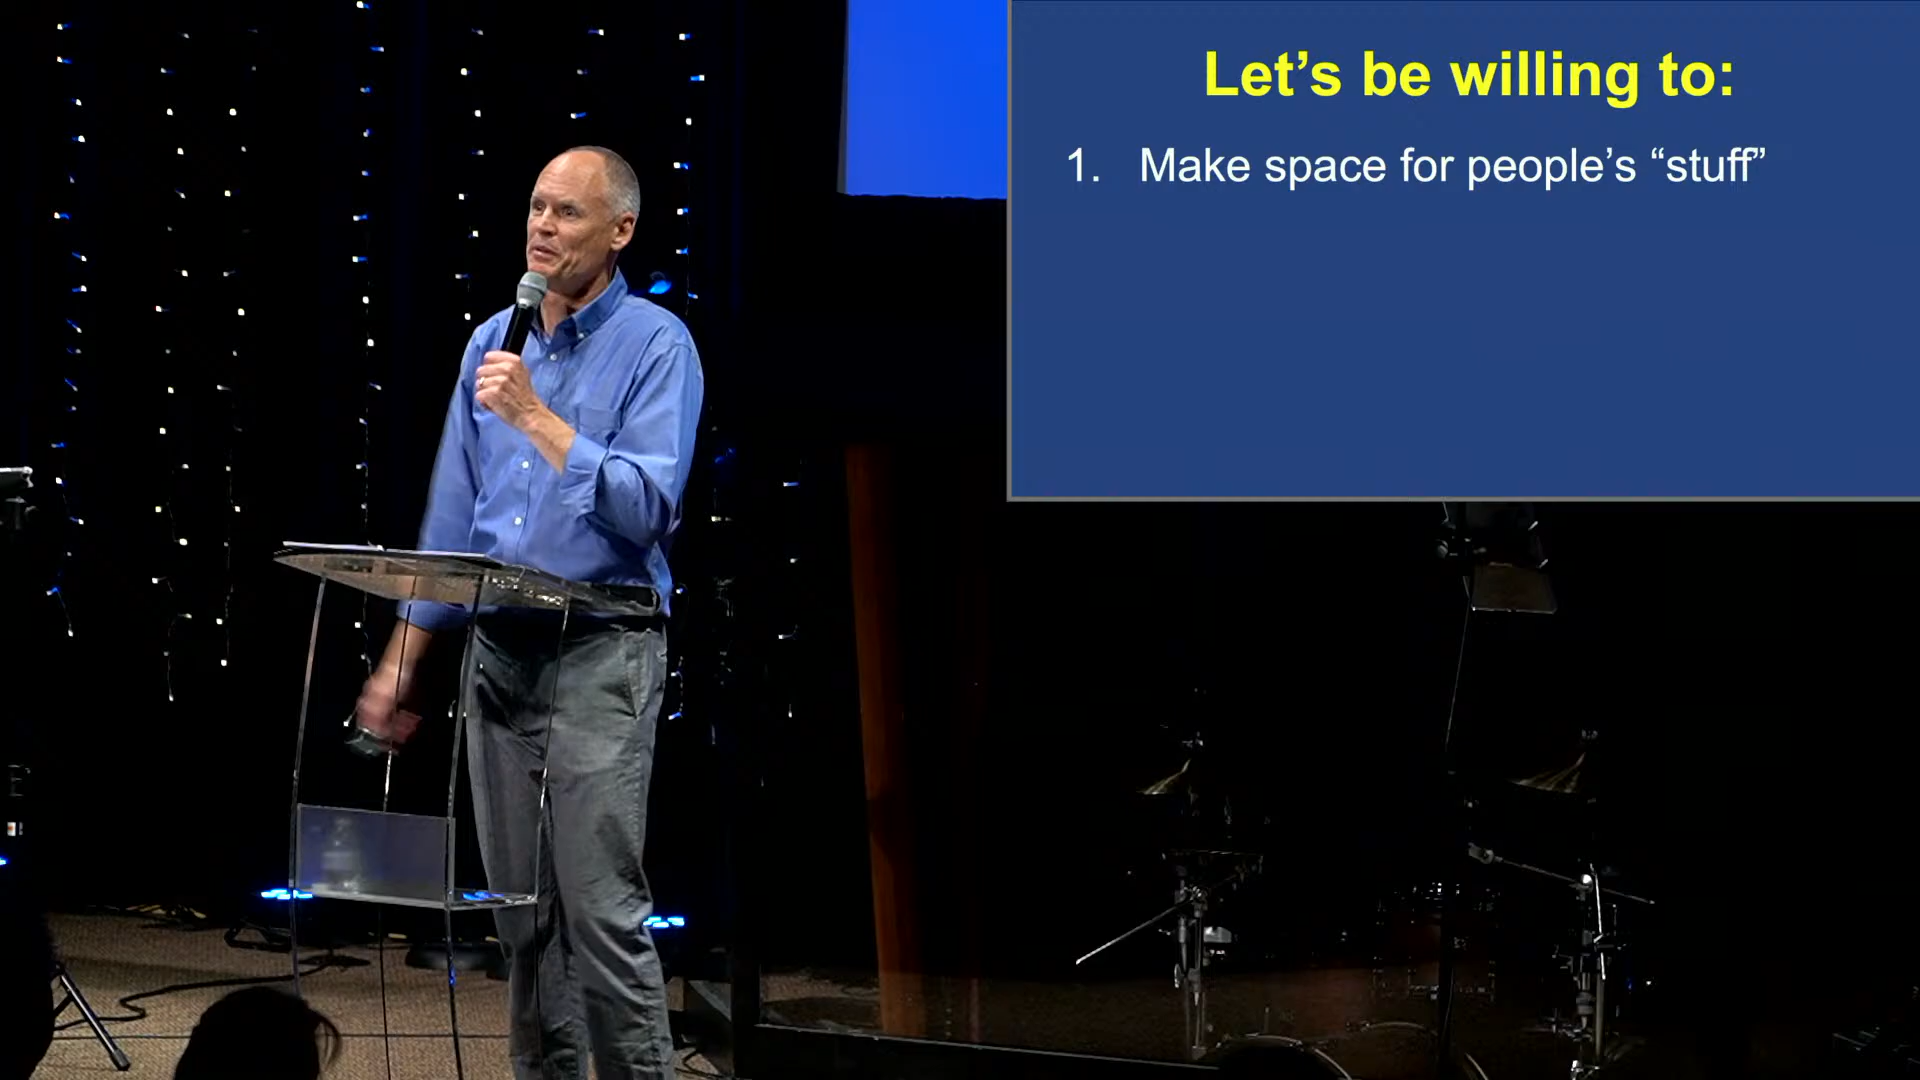 Let’s be willing to:
1. Make space for people’s “stuff”